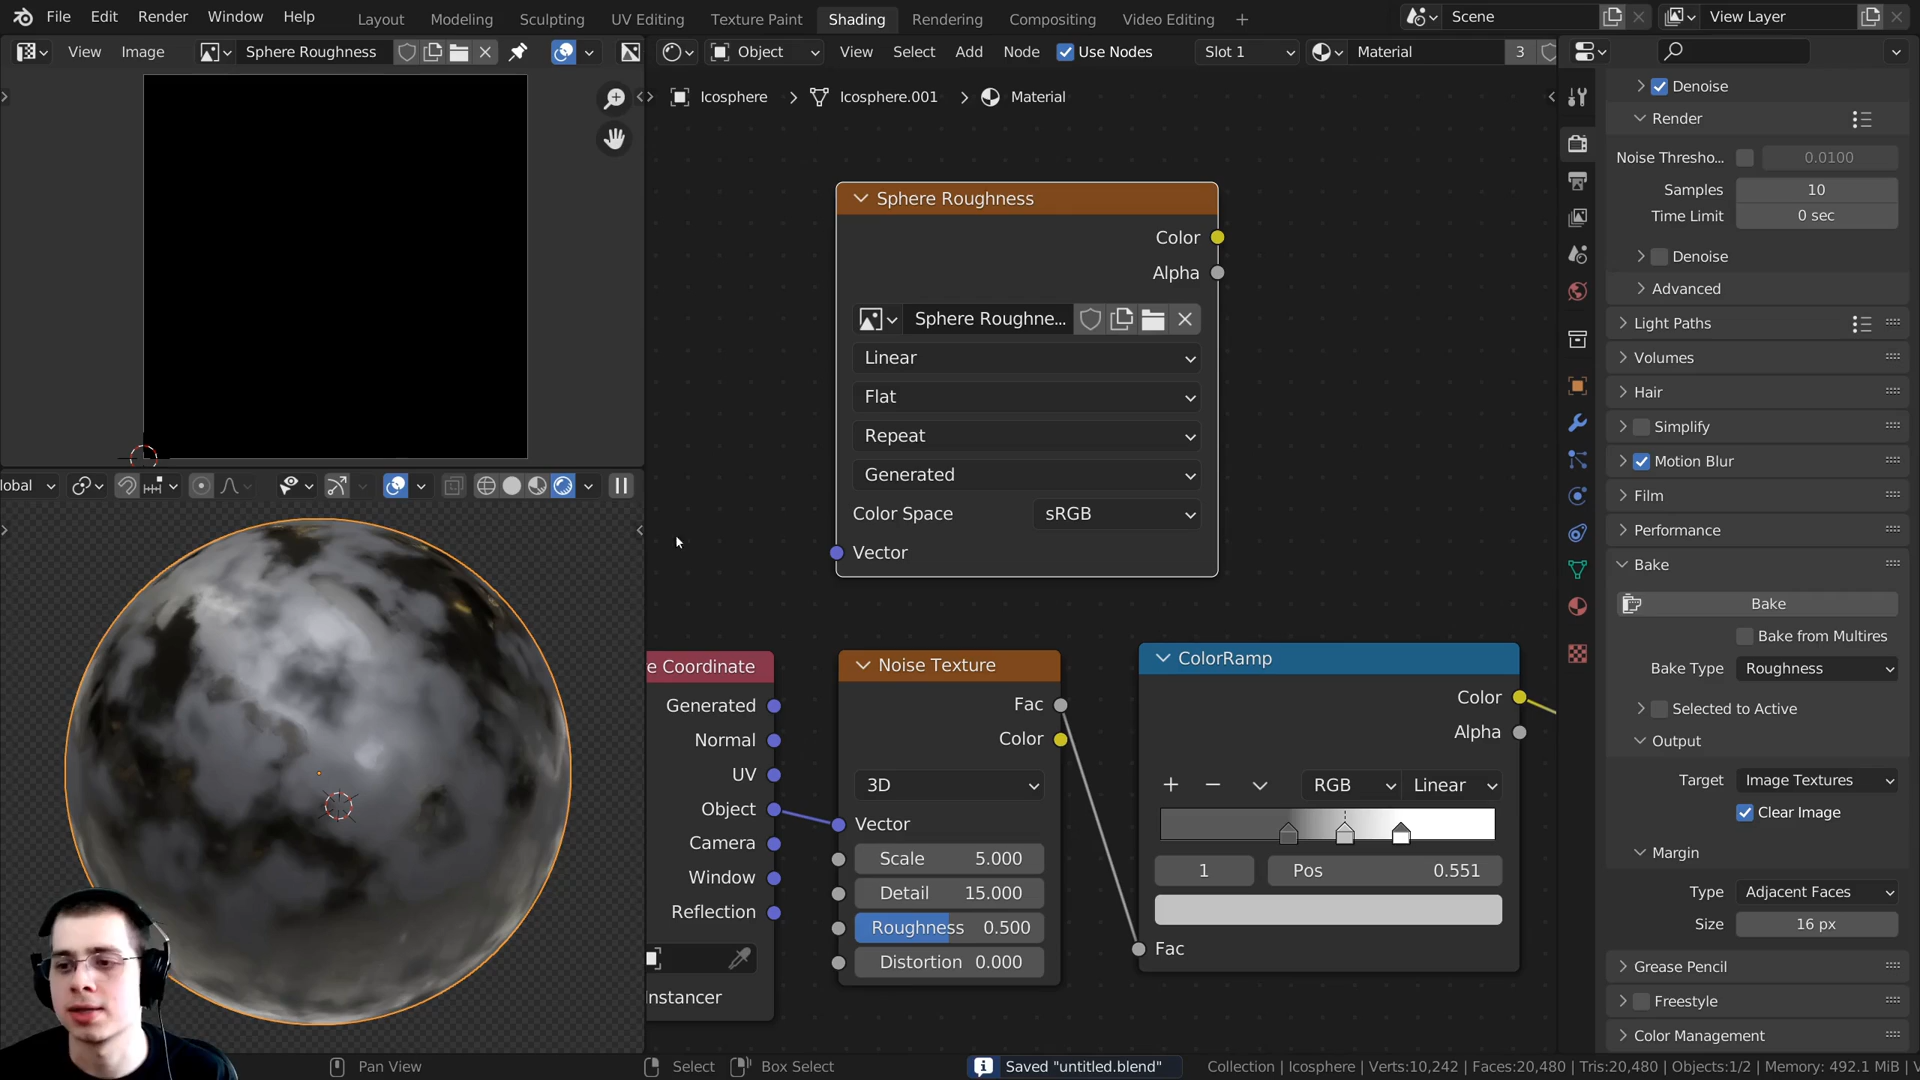 File Edit Render Window Help Layout Modeling Sculpting UV Editing Texture Paint Shading Rendering Compositing Video Editing + Scene View Layer
View Image Sphere Roughness Object View Select Add Node Use Nodes Slot 1 Material 3
Icosphere > Icosphere.001 > Material
Sphere Roughness
Color
Alpha
Sphere Roughne...
Linear
Flat
Repeat
Generated
Color Space sRGB
Vector
lobal
e Coordinate
Generated
Normal
UV
Object
Camera
Window
Reflection
Instancer
Noise Texture
Fac
Color
3D
Vector
Scale 5.000
Detail 15.000
Roughness 0.500
Distortion 0.000
ColorRamp
Color
Alpha
RGB Linear
1 Pos 0.551
Fac
Denoise
Render
Noise Thresho... 0.0100
Samples 10
Time Limit 0 sec
Denoise
Advanced
Light Paths
Volumes
Hair
Simplify
Motion Blur
Film
Performance
Bake
Bake
Bake from Multires
Bake Type Roughness
Selected to Active
Output
Target Image Textures
Clear Image
Margin
Type Adjacent Faces
Size 16 px
Grease Pencil
Freestyle
Color Management
Pan View Select Box Select Saved "untitled.blend" Collection | Icosphere | Verts:10,242 | Faces:20,480 | Tris:20,480 | Objects:1/2 | Memory: 492.1 MiB |